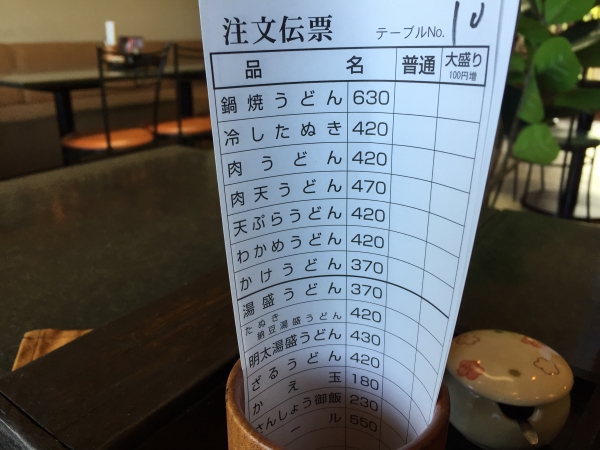 注文伝票 テーブルNo. 10
品名 普通 大盛り 100円増
鍋焼うどん 630
冷したぬき 420
肉うどん 420
肉天うどん 470
天ぷらうどん 420
わかめうどん 420
かけうどん 370
湯盛うどん 370
たぬき 納豆湯盛うどん 420
明太湯盛うどん 430
ざるうどん 420
かえ玉 180
さんしょう御飯 230
ール 550